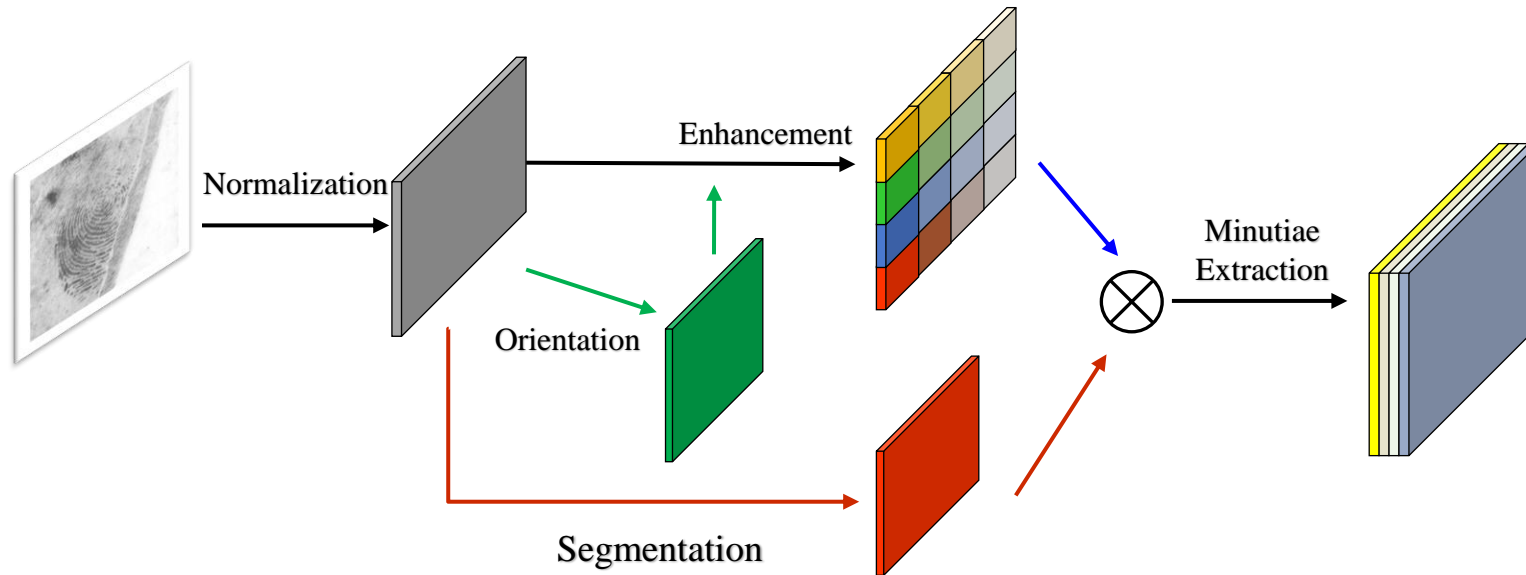 Enhancement
Normalization
Minutiae
Extraction
Orientation
Segmentation